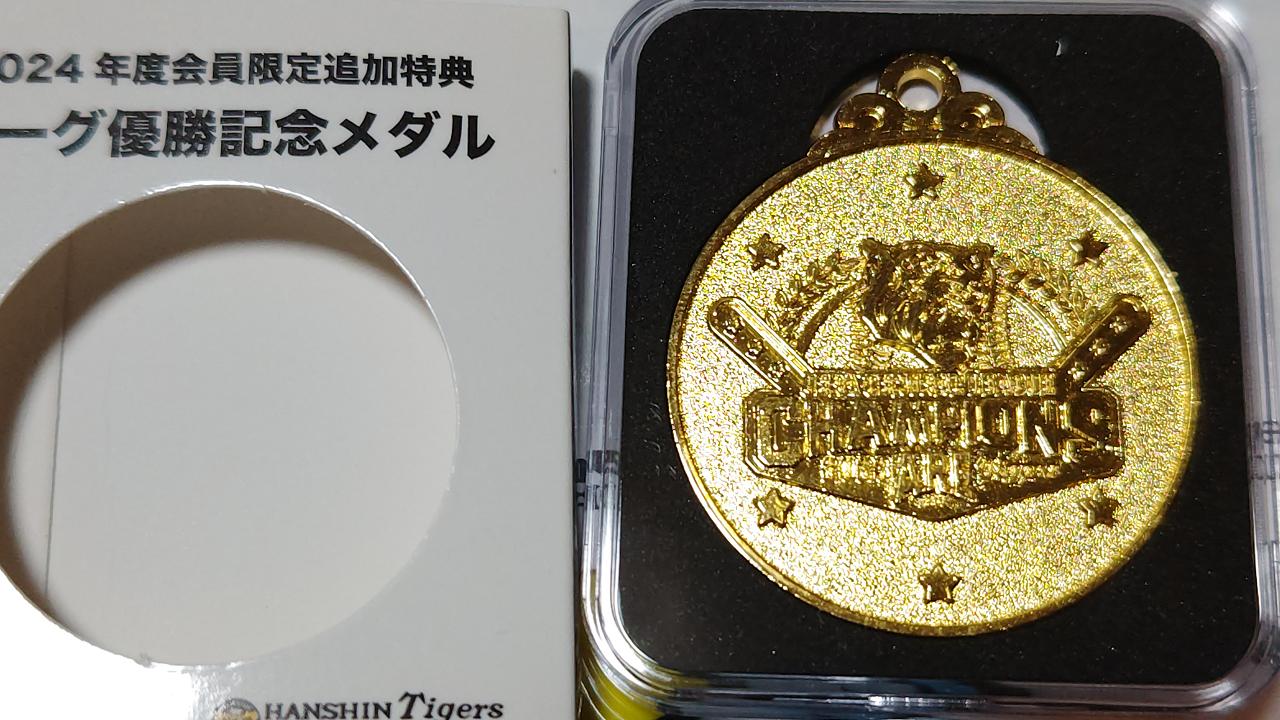 024 年度会員限定追加特典
ーグ優勝記念メダル
HANSHIN Tigers
CHAMPIONS